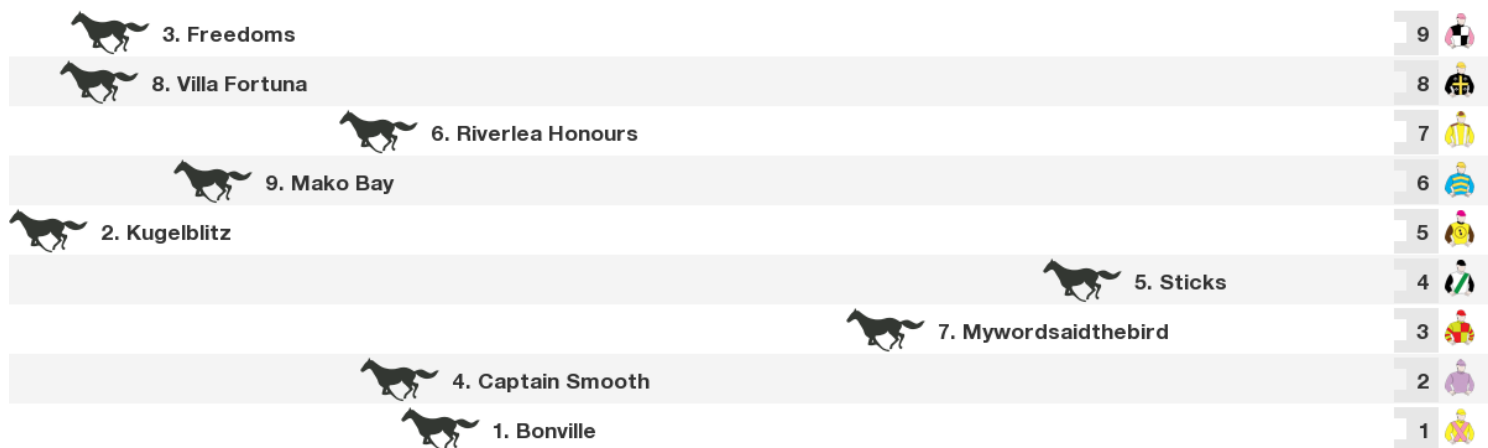 3. Freedoms 9
8. Villa Fortuna 8
6. Riverlea Honours 7
9. Mako Bay 6
2. Kugelblitz 5
5. Sticks 4
7. Mywordsaidthebird 3
4. Captain Smooth 2
1. Bonville 1